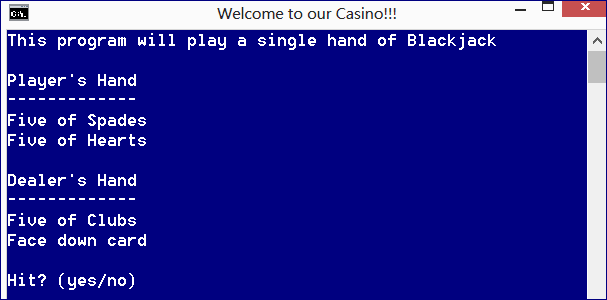 Welcome to our Casino!!!
This program will play a single hand of Blackjack
Player's Hand
-------------
Five of Spades
Five of Hearts
Dealer's Hand
-------------
Five of Clubs
Face down card
Hit? (yes/no)